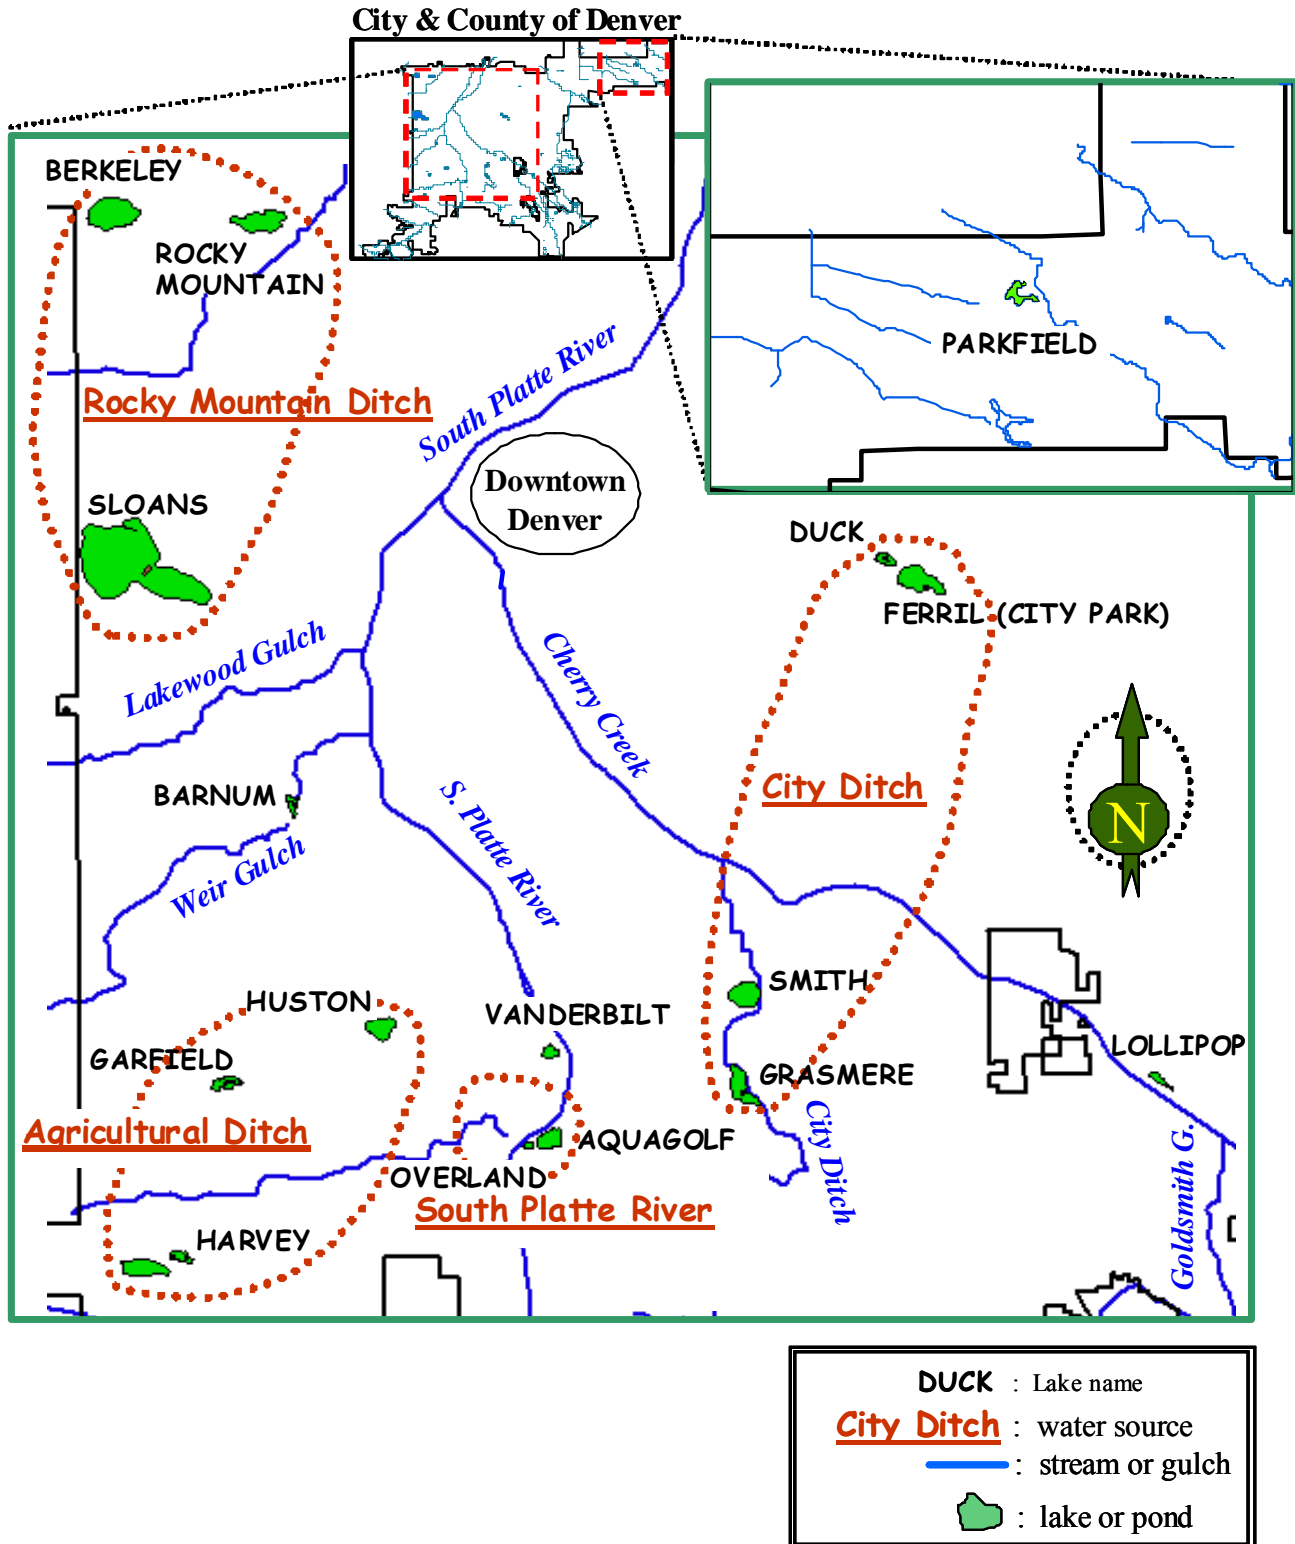 City & County of Denver
BERKELEY
ROCKY
MOUNTAIN
PARKFIELD
South Platte River
Rocky Mountain Ditch
Downtown
Denver
SLOANS
DUCK
FERRIL (CITY PARK)
Lakewood Gulch
Cherry Creek
City Ditch
BARNUM
S. Platte River
N
Weir Gulch
SMITH
HUSTON
VANDERBILT
GARFIELD
LOLLIPOP
GRASMERE
Agricultural Ditch
AQUAGOLF
City Ditch
OVERLAND
South Platte River
Goldsmith G.
HARVEY
DUCK : Lake name
City Ditch : water source
: stream or gulch
: lake or pond